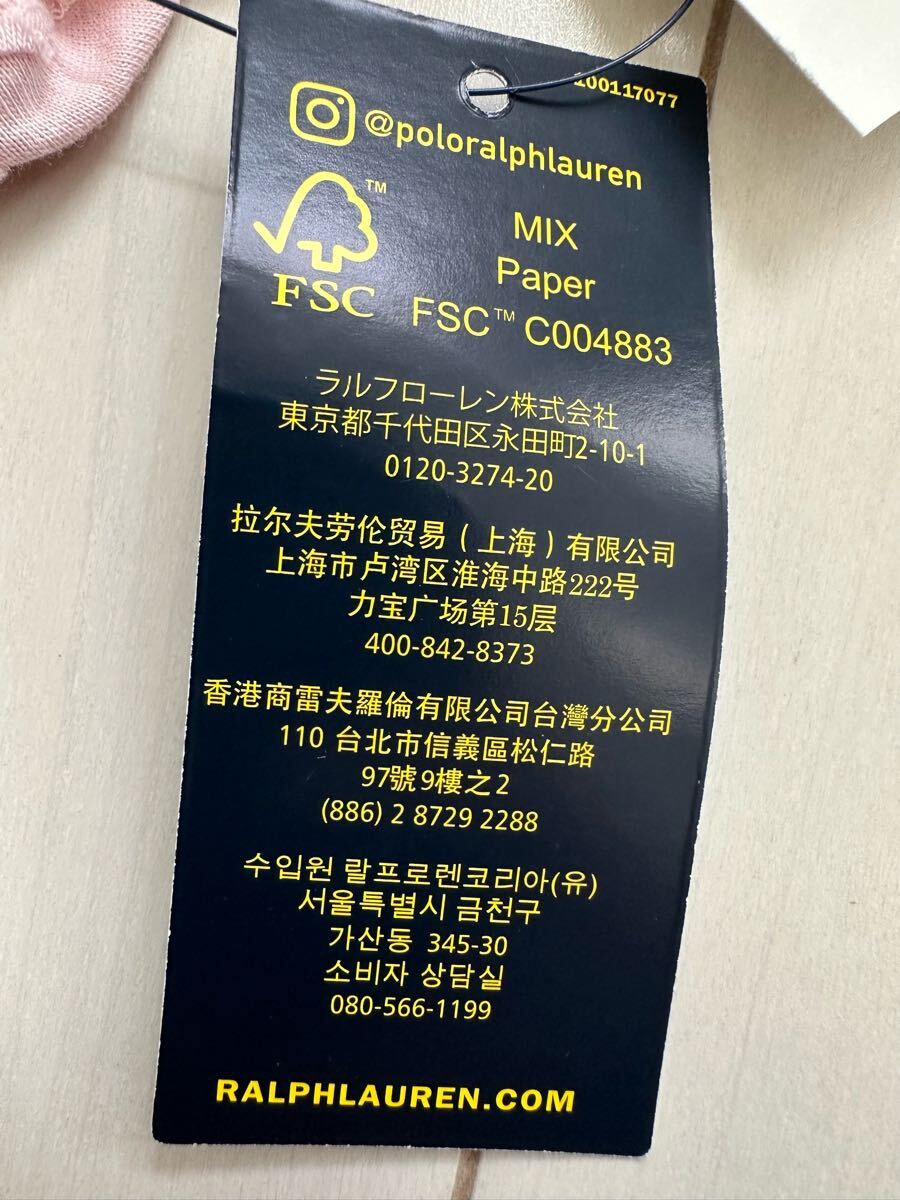 100117077
@poloralphlauren
™
FSC
MIX
Paper
FSC™ C004883
ラルフローレン株式会社
東京都千代田区永田町2-10-1
0120-3274-20
拉尔夫劳伦贸易(上海)有限公司
上海市卢湾区淮海中路222号
力宝广场第15层
400-842-8373
香港商雷夫羅倫有限公司台灣分公司
110 台北市信義區松仁路
97號9樓之2
(886) 2 8729 2288
수입원 랄프로렌코리아(유)
서울특별시 금천구
가산동 345-30
소비자 상담실
080-566-1199
RALPHLAUREN.COM